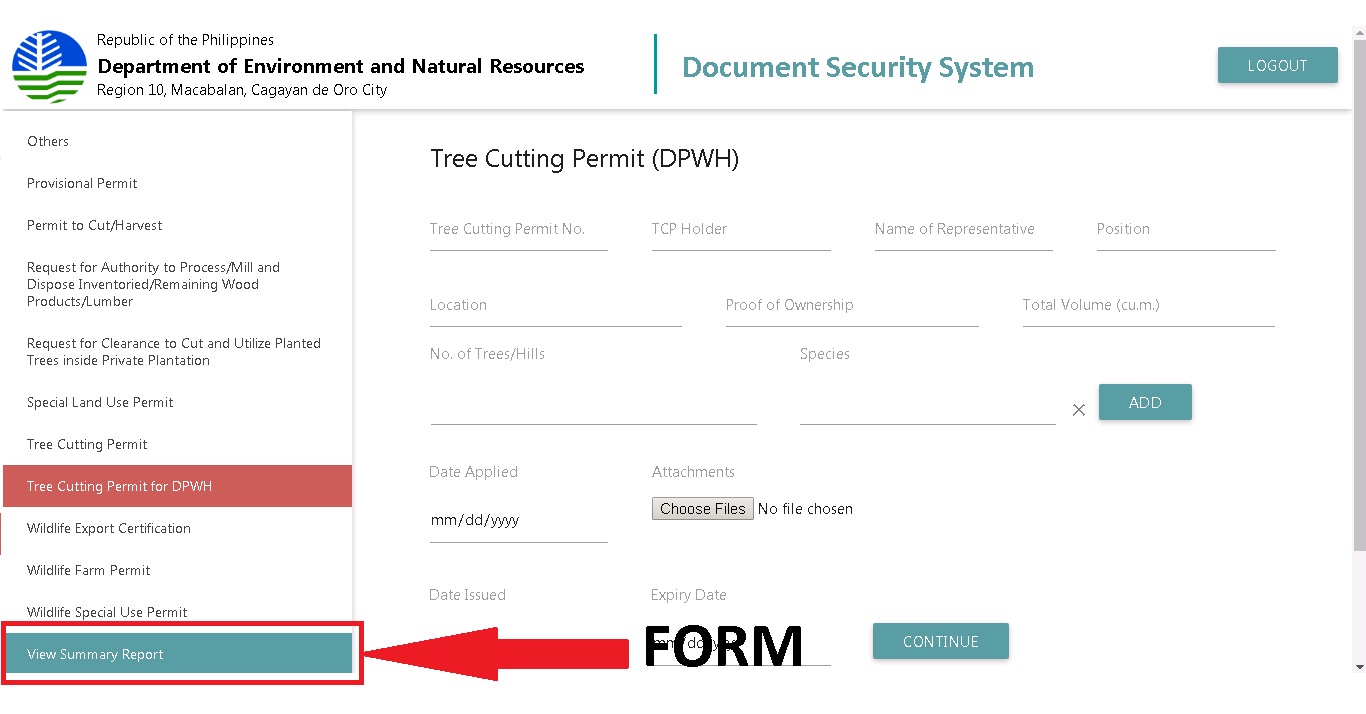 Republic of the Philippines
Department of Environment and Natural Resources
Region 10, Macabalan, Cagayan de Oro City
Document Security System
LOGOUT
Others
Provisional Permit
Permit to Cut/Harvest
Request for Authority to Process/Mill and
Dispose Inventoried/Remaining Wood
Products/Lumber
Request for Clearance to Cut and Utilize Planted
Trees inside Private Plantation
Special Land Use Permit
Tree Cutting Permit
Tree Cutting Permit for DPWH
Wildlife Export Certification
Wildlife Farm Permit
Wildlife Special Use Permit
View Summary Report
Tree Cutting Permit (DPWH)
Tree Cutting Permit No. TCP Holder Name of Representative Position
Location Proof of Ownership Total Volume (cu.m.)
No. of Trees/Hills Species
ADD
Date Applied Attachments
mm/dd/yyyy Choose Files No file chosen
Date Issued Expiry Date
FORM
CONTINUE